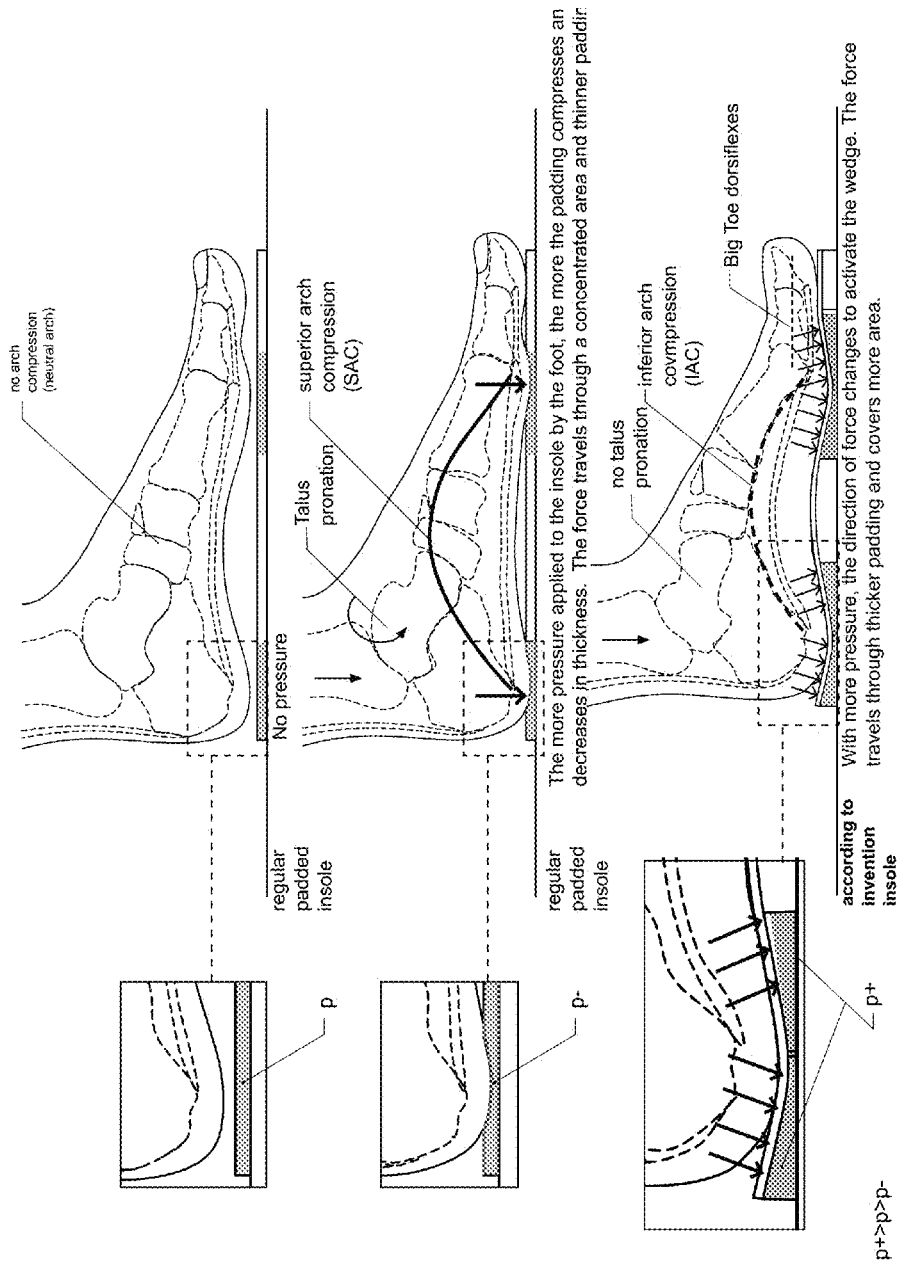 no arch
compression
(neutral arch)
No pressure
regular
padded
insole
p
Talus
pronation
superior arch
compression
(SAC)
regular
padded
insole
p-
The more pressure applied to the insole by the foot, the more the padding compresses an
decreases in thickness. The force travels through a concentrated area and thinner paddin
no talus
pronation
inferior arch
covmpression
(IAC)
Big Toe dorsiflexes
according to
invention
insole
With more pressure, the direction of force changes to activate the wedge. The force
travels through thicker padding and covers more area.
p+
p+>p>p-